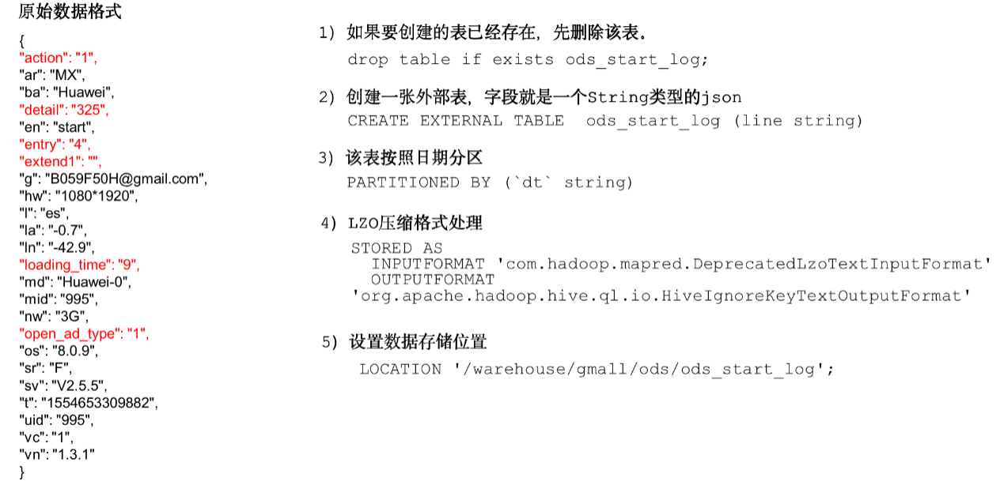 原始数据格式
{
"action": "1",
"ar": "MX",
"ba": "Huawei",
"detail": "325",
"en": "start",
"entry": "4",
"extend1": "",
"g": "B059F50H@gmail.com",
"hw": "1080*1920",
"l": "es",
"la": "-0.7",
"ln": "-42.9",
"loading_time": "9",
"md": "Huawei-0",
"mid": "995",
"nw": "3G",
"open_ad_type": "1",
"os": "8.0.9",
"sr": "F",
"sv": "V2.5.5",
"t": "1554653309882",
"uid": "995",
"vc": "1",
"vn": "1.3.1"
}
1) 如果要创建的表已经存在，先删除该表。
drop table if exists ods_start_log;
2) 创建一张外部表，字段就是一个String类型的json
CREATE EXTERNAL TABLE  ods_start_log (line string)
3) 该表按照日期分区
PARTITIONED BY (`dt` string)
4) LZO压缩格式处理
STORED AS
INPUTFORMAT 'com.hadoop.mapred.DeprecatedLzoTextInputFormat'
OUTPUTFORMAT
'org.apache.hadoop.hive.ql.io.HiveIgnoreKeyTextOutputFormat'
5) 设置数据存储位置
LOCATION '/warehouse/gmall/ods/ods_start_log';